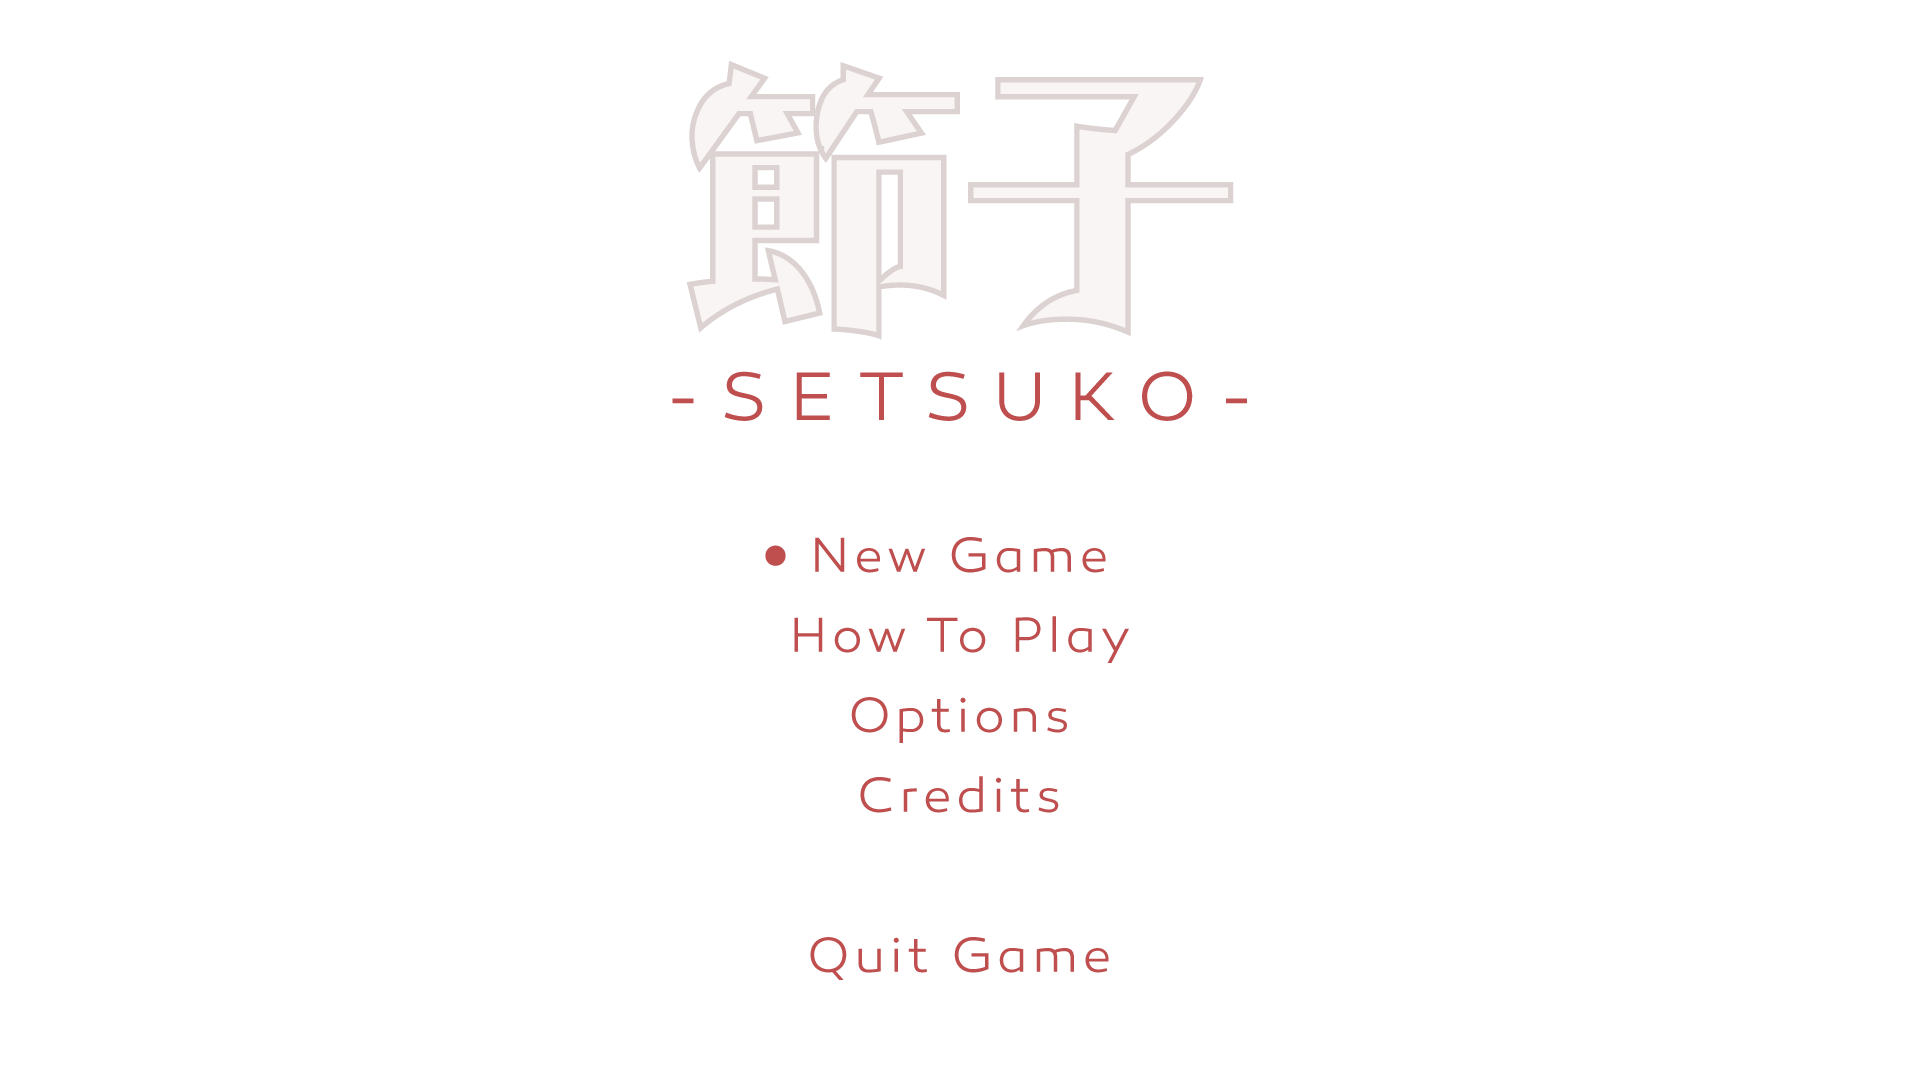 節子
-SETSUKO-
New Game
How To Play
Options
Credits
Quit Game